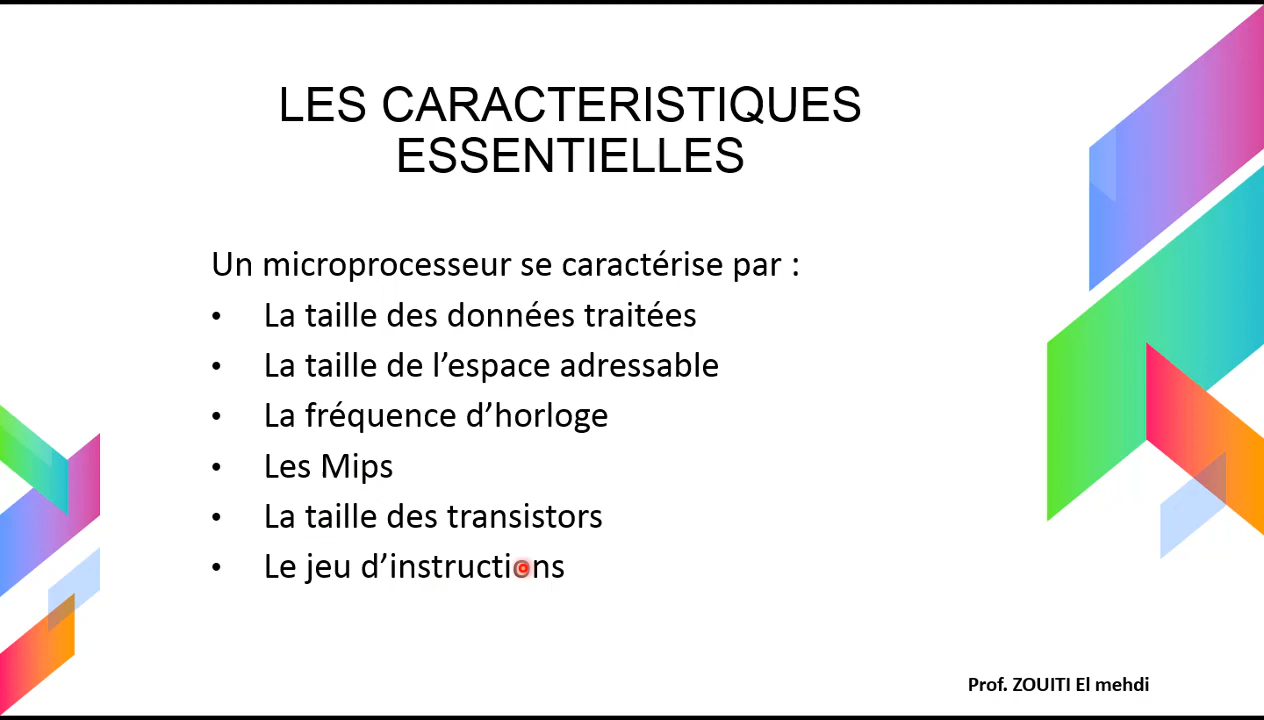 LES CARACTERISTIQUES
ESSENTIELLES
Un microprocesseur se caractérise par :
• La taille des données traitées
• La taille de l’espace adressable
• La fréquence d’horloge
• Les Mips
• La taille des transistors
• Le jeu d’instructions
Prof. ZOUITI El mehdi